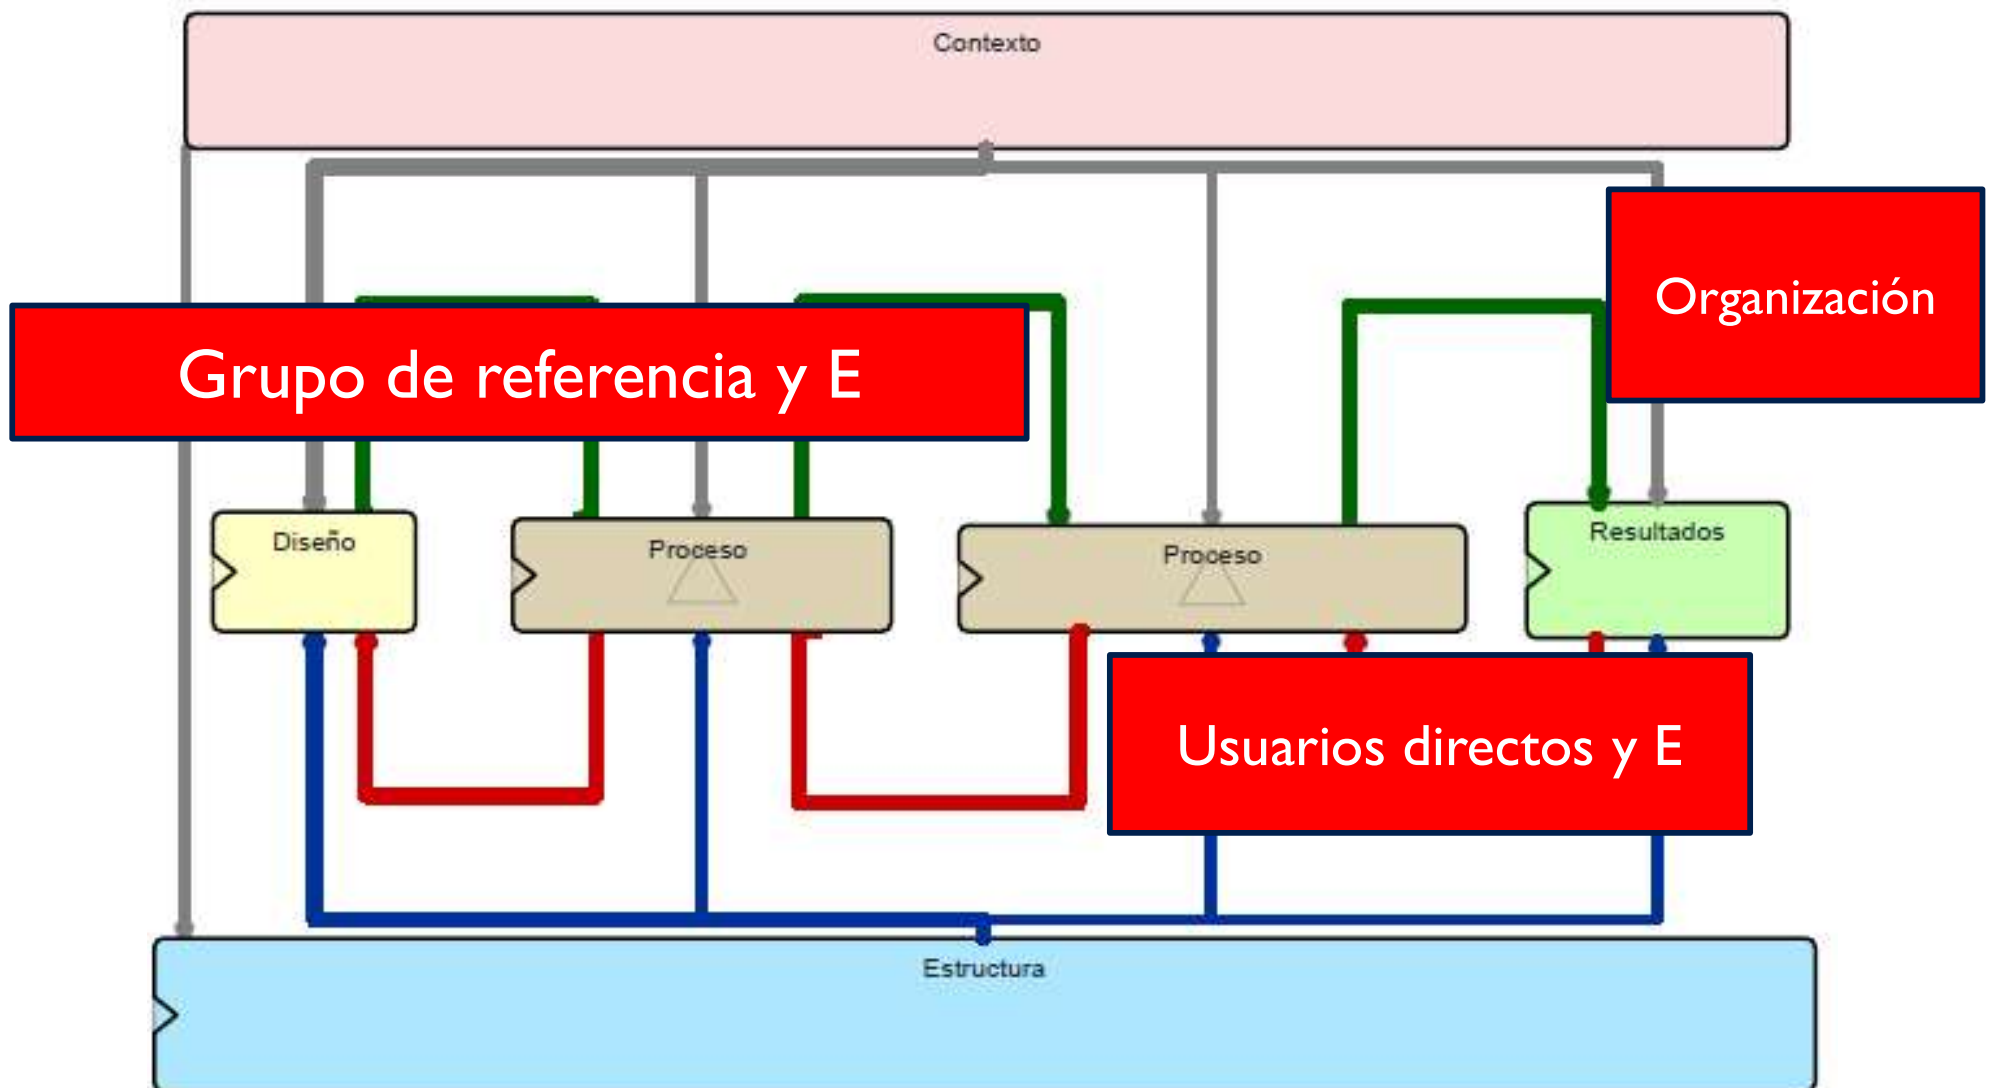 Contexto
Organización
Grupo de referencia y E
Diseño
Proceso
Proceso
Resultados
Usuarios directos y E
Estructura